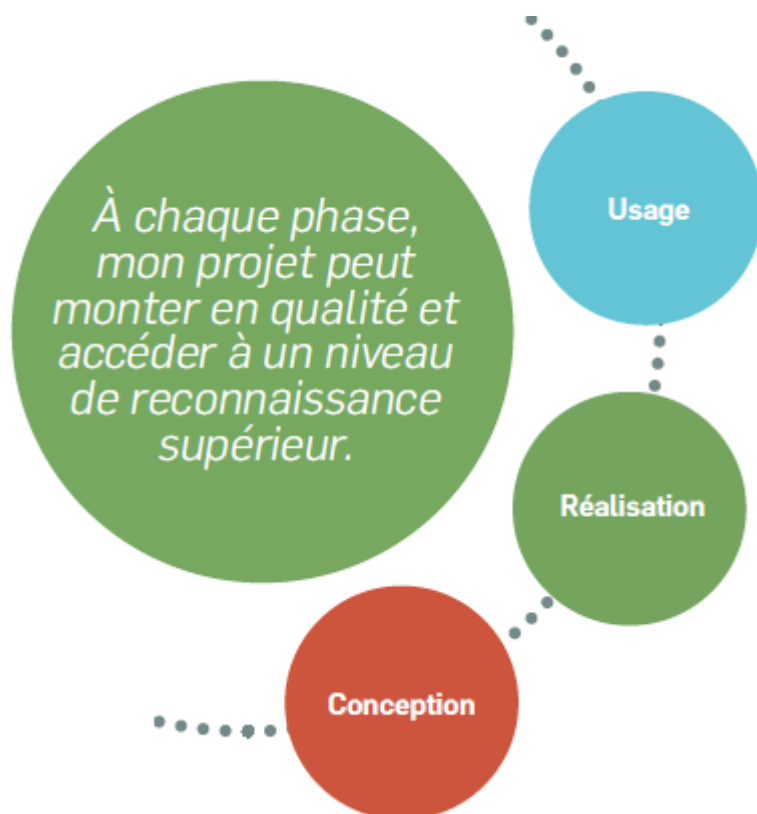 À chaque phase,
mon projet peut
monter en qualité et
accéder à un niveau
de reconnaissance
supérieur.
Usage
Réalisation
Conception